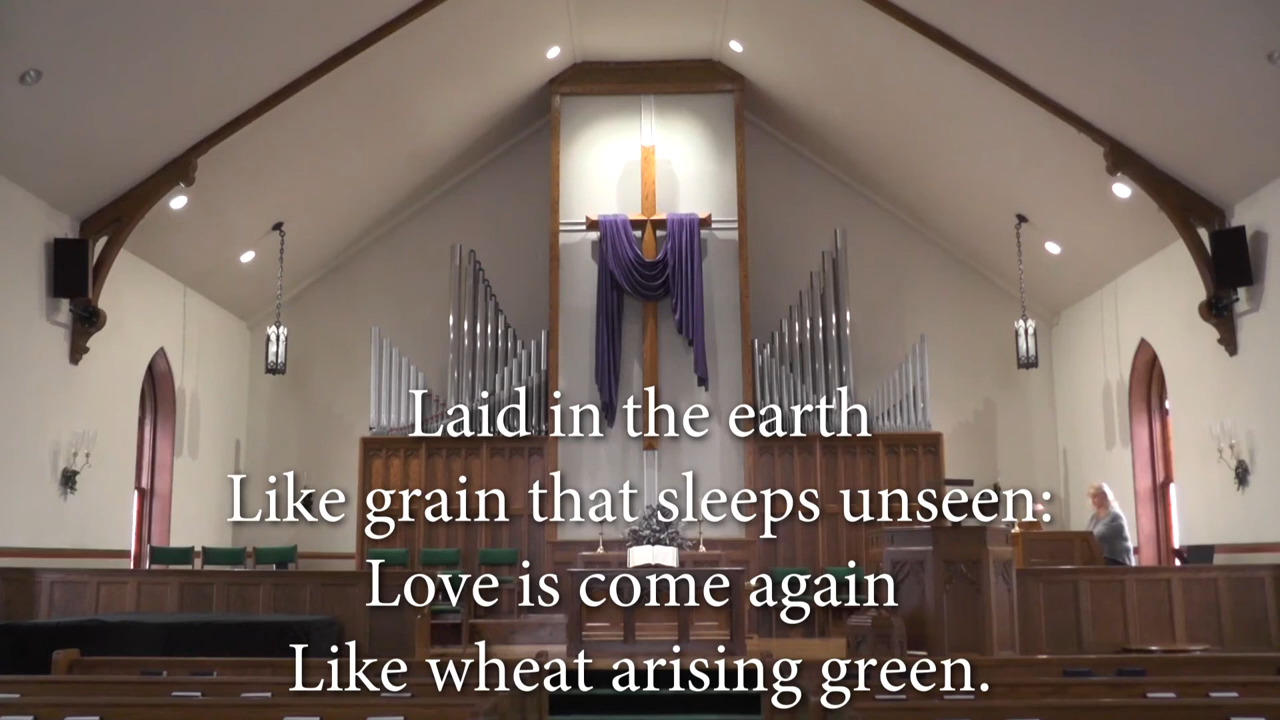 Laid in the earth
Like grain that sleeps unseen:
Love is come again
Like wheat arising green.